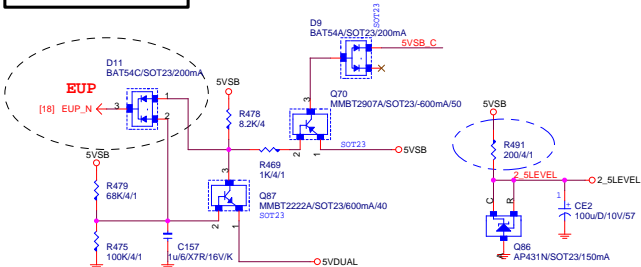 D9
BAT54A/SOT23/200mA
SOT23
5VSB_C
D11
BAT54C/SOT23/200mA
EUP
[18] EUP_N
3
1
2
5VSB
R478
8.2K/4
3
Q70
MMBT2907A/SOT23/-600mA/50
2
1
SOT23
5VSB
R469
1K/4/1
5VSB
R479
68K/4/1
R475
100K/4/1
C157
1u/6/X7R/16V/K
3
Q87
MMBT2222A/SOT23/600mA/40
SOT23
2
1
5VDUAL
5VSB
R491
200/4/1
2_5LEVEL
2_5LEVEL
C
R
1
CE2
100u/D/10V/57
Q86
AP431N/SOT23/150mA